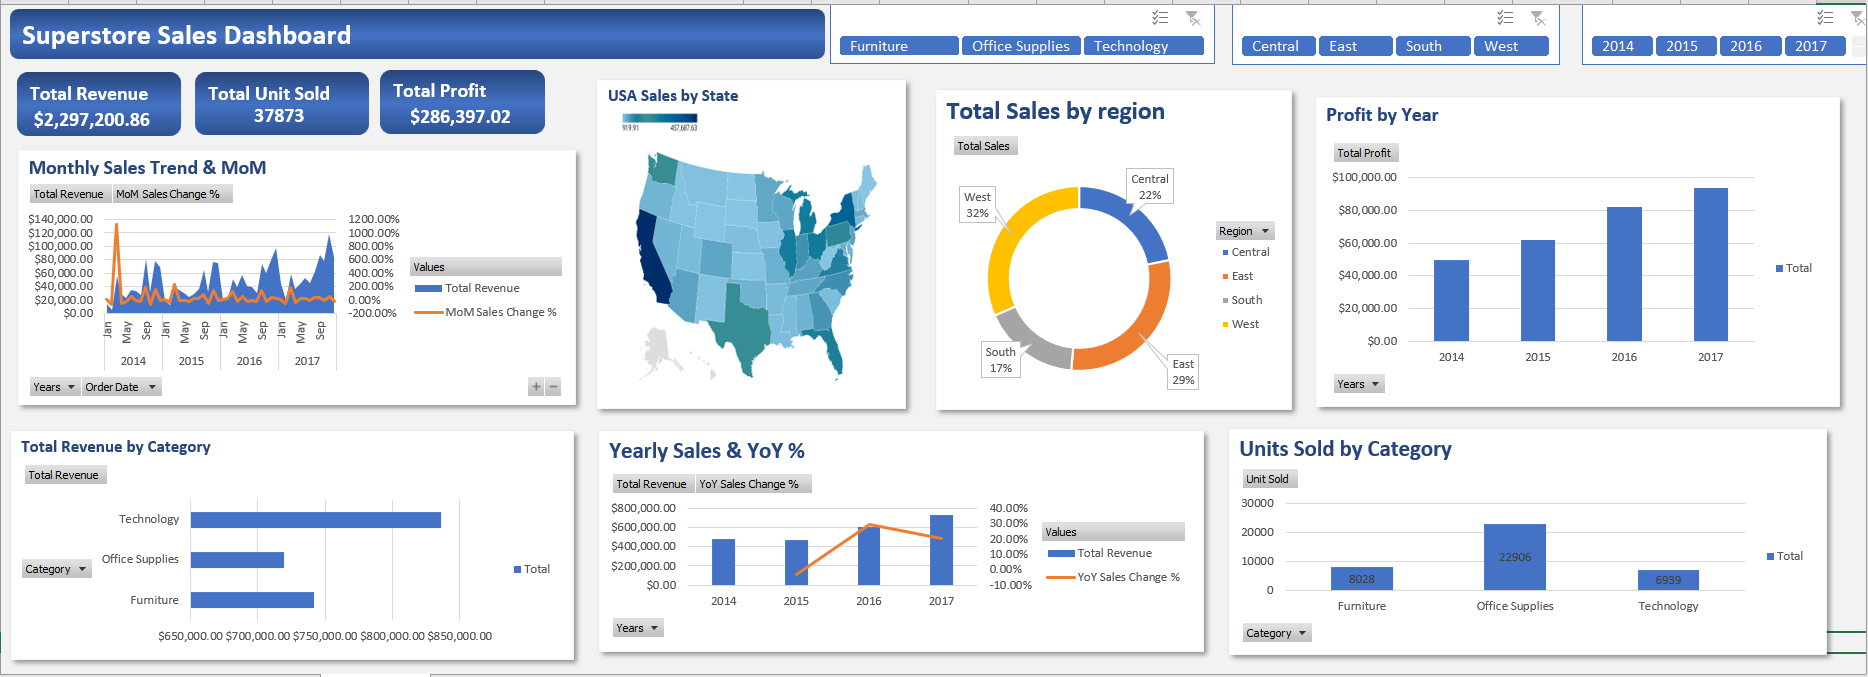 Superstore Sales Dashboard
Furniture
Office Supplies
Technology
Central
East
South
West
2014
2015
2016
2017
Total Revenue
$2,297,200.86
Total Unit Sold
37873
Total Profit
$286,397.02
Monthly Sales Trend & MoM
Total Revenue
MoM Sales Change %
$140,000.00
$120,000.00
$100,000.00
$80,000.00
$60,000.00
$40,000.00
$20,000.00
$0.00
1200.00%
1000.00%
800.00%
600.00%
400.00%
200.00%
0.00%
-200.00%
Jan
May
Sep
Jan
May
Sep
Jan
May
Sep
Jan
May
Sep
2014
2015
2016
2017
Values
Total Revenue
MoM Sales Change %
Years
Order Date
USA Sales by State
919.91
457,687.63
Total Sales by region
Total Sales
Central
22%
West
32%
South
17%
East
29%
Region
Central
East
South
West
Profit by Year
Total Profit
$100,000.00
$80,000.00
$60,000.00
$40,000.00
$20,000.00
$0.00
2014
2015
2016
2017
Total
Years
Total Revenue by Category
Total Revenue
Technology
Office Supplies
Furniture
Category
$650,000.00 $700,000.00 $750,000.00 $800,000.00 $850,000.00
Total
Yearly Sales & YoY %
Total Revenue
YoY Sales Change %
$800,000.00
$600,000.00
$400,000.00
$200,000.00
$0.00
40.00%
30.00%
20.00%
10.00%
0.00%
-10.00%
2014
2015
2016
2017
Values
Total Revenue
YoY Sales Change %
Years
Units Sold by Category
Unit Sold
30000
20000
10000
0
8028
22906
6939
Furniture
Office Supplies
Technology
Total
Category